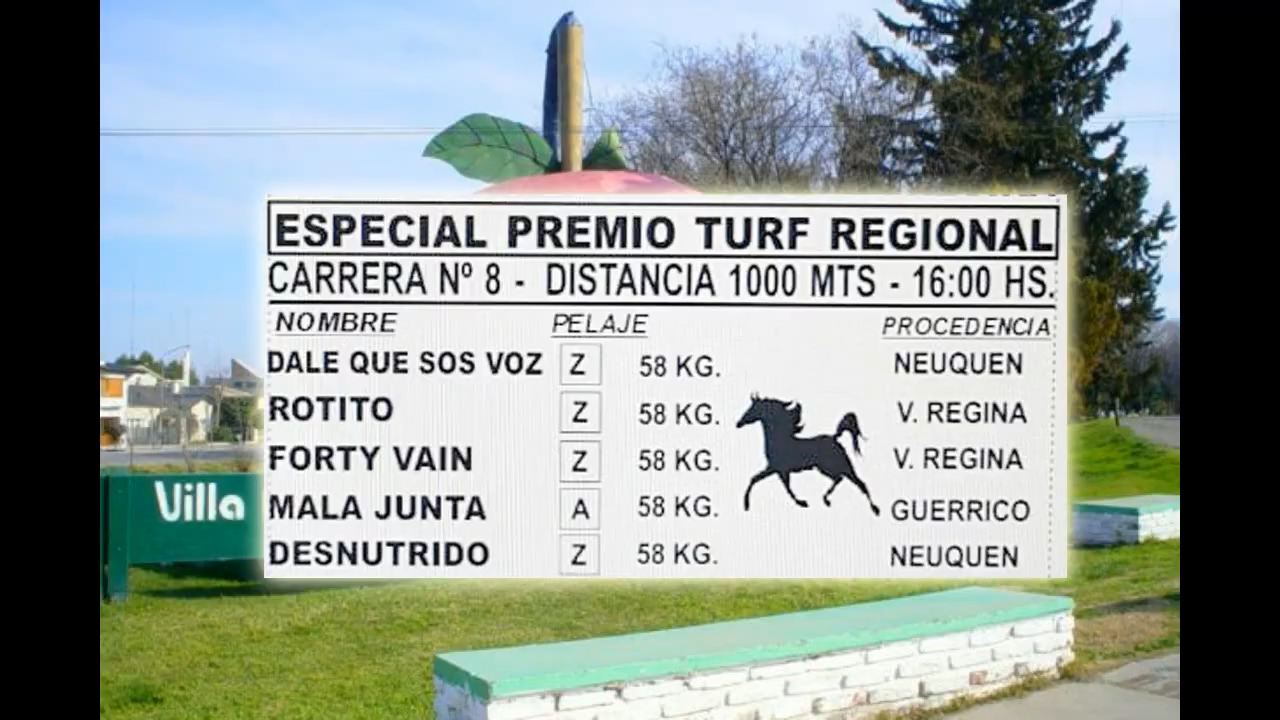 ESPECIAL PREMIO TURF REGIONAL
CARRERA Nº 8 - DISTANCIA 1000 MTS - 16:00 HS.
NOMBRE PELAJE PROCEDENCIA
DALE QUE SOS VOZ Z 58 KG. NEUQUEN
ROTITO Z 58 KG. V. REGINA
FORTY VAIN Z 58 KG. V. REGINA
MALA JUNTA A 58 KG. GUERRICO
DESNUTRIDO Z 58 KG. NEUQUEN
Villa